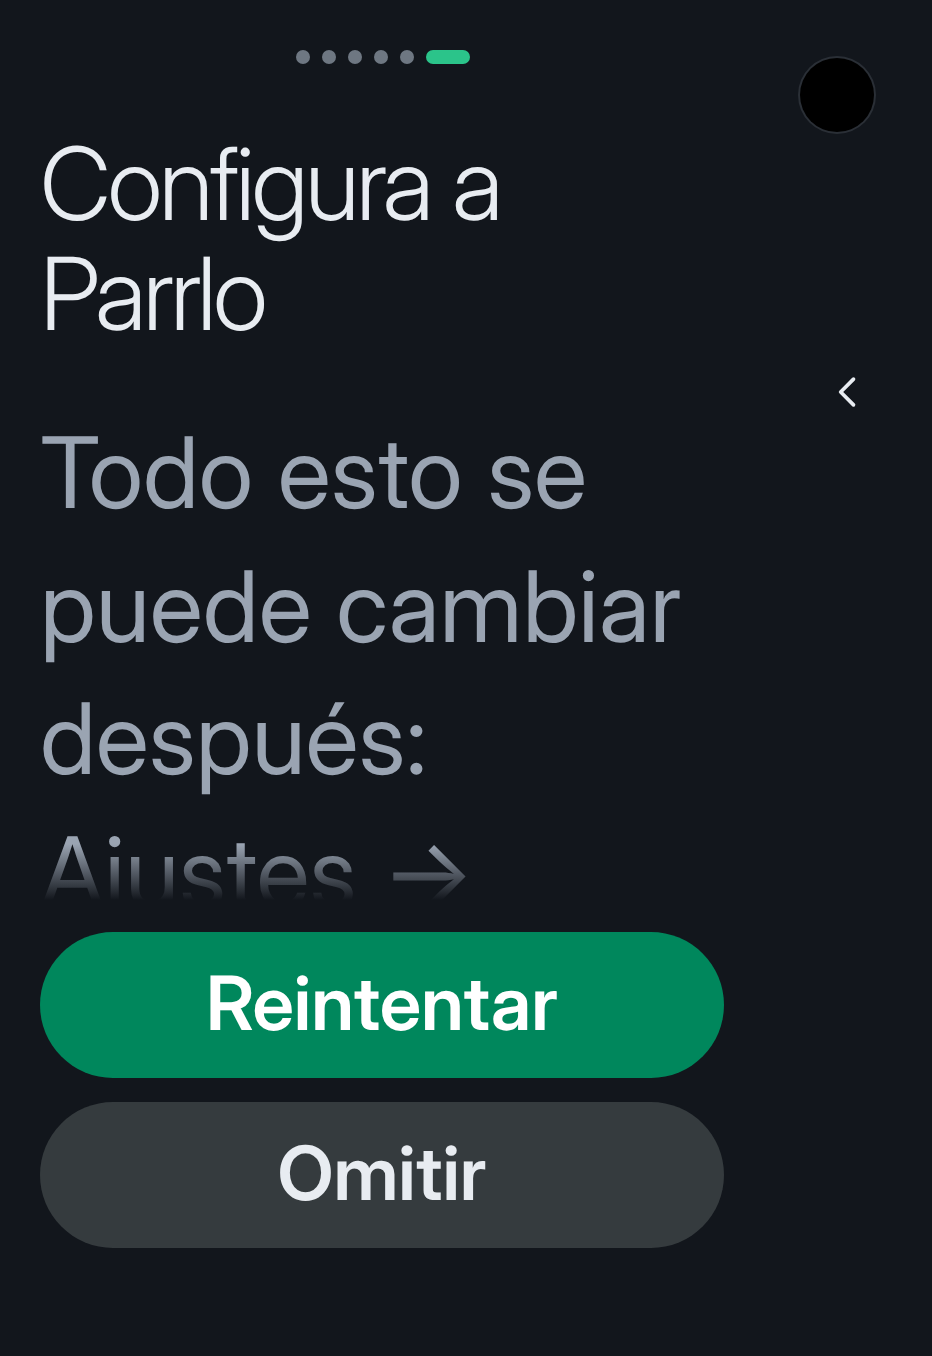 Configura a
Parrlo
Todo esto se
puede cambiar
después:
Ajustes →
Reintentar
Omitir